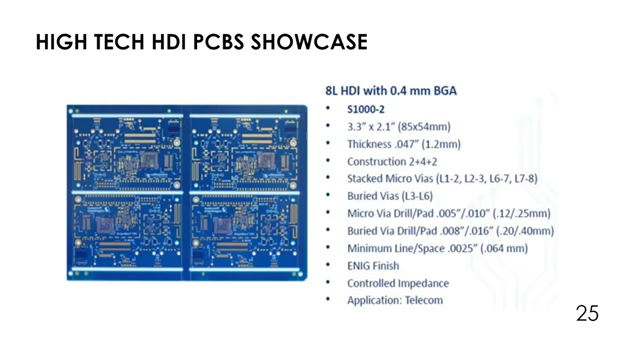 HIGH TECH HDI PCBS SHOWCASE
8L HDI with 0.4 mm BGA
• S1000-2
• 3.3” x 2.1” (85x54mm)
• Thickness .047” (1.2mm)
• Construction 2+4+2
• Stacked Micro Vias (L1-2, L2-3, L6-7, L7-8)
• Buried Vias (L3-L6)
• Micro Via Drill/Pad .005”/.010” (.12/.25mm)
• Buried Via Drill/Pad .008”/.016” (.20/.40mm)
• Minimum Line/Space .0025” (.064 mm)
• ENIG Finish
• Controlled Impedance
• Application: Telecom
25